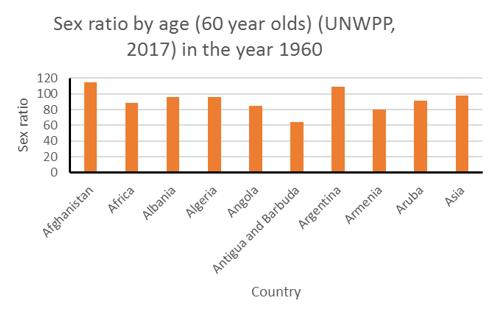 Sex ratio by age (60 year olds) (UNWPP,
2017) in the year 1960
120
100
80
60
40
20
0
Sex ratio
Afghanistan
Africa
Albania
Algeria
Angola
Antigua and Barbuda
Argentina
Armenia
Aruba
Asia
Country